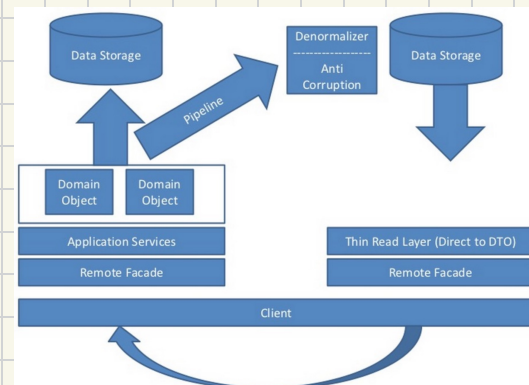 Data Storage
Denormalizer
--------------------
Anti
Corruption
Data Storage
Pipeline
Domain
Object
Domain
Object
Application Services
Thin Read Layer (Direct to DTO)
Remote Facade
Remote Facade
Client